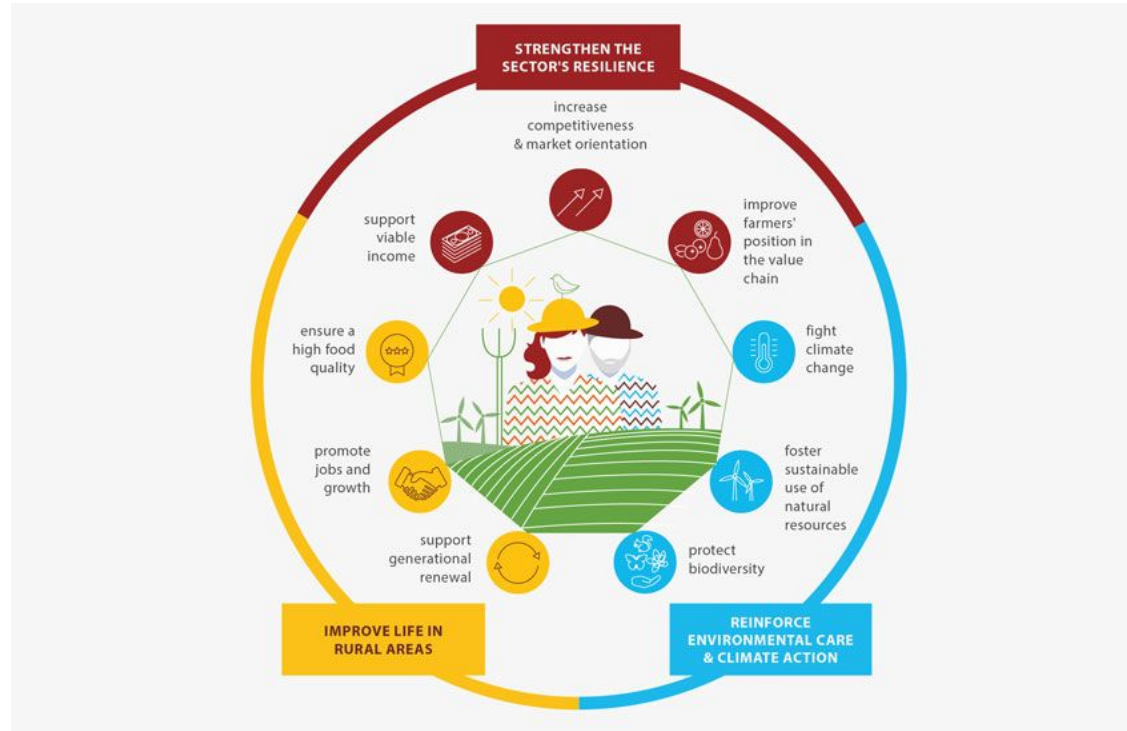 STRENGTHEN THE
SECTOR'S RESILIENCE
increase
competitiveness
& market orientation
support
viable
income
improve
farmers'
position in
the value
chain
ensure a
high food
quality
fight
climate
change
promote
jobs and
growth
foster
sustainable
use of
natural
resources
support
generational
renewal
protect
biodiversity
IMPROVE LIFE IN
RURAL AREAS
REINFORCE
ENVIRONMENTAL CARE
& CLIMATE ACTION